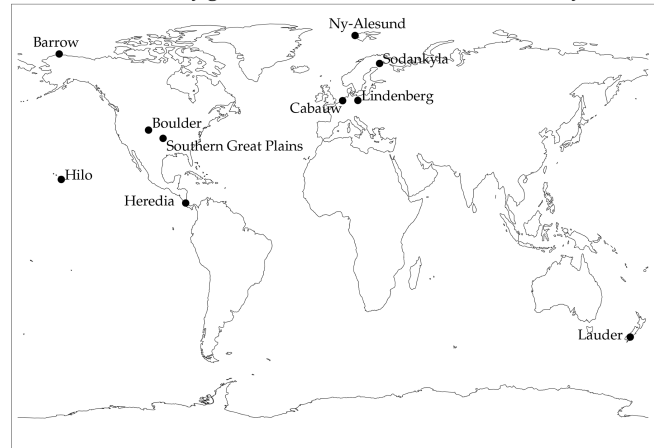 Ny-Alesund
Barrow
Sodankyla
Lindenberg
Cabauw
Boulder
Southern Great Plains
Hilo
Heredia
Lauder